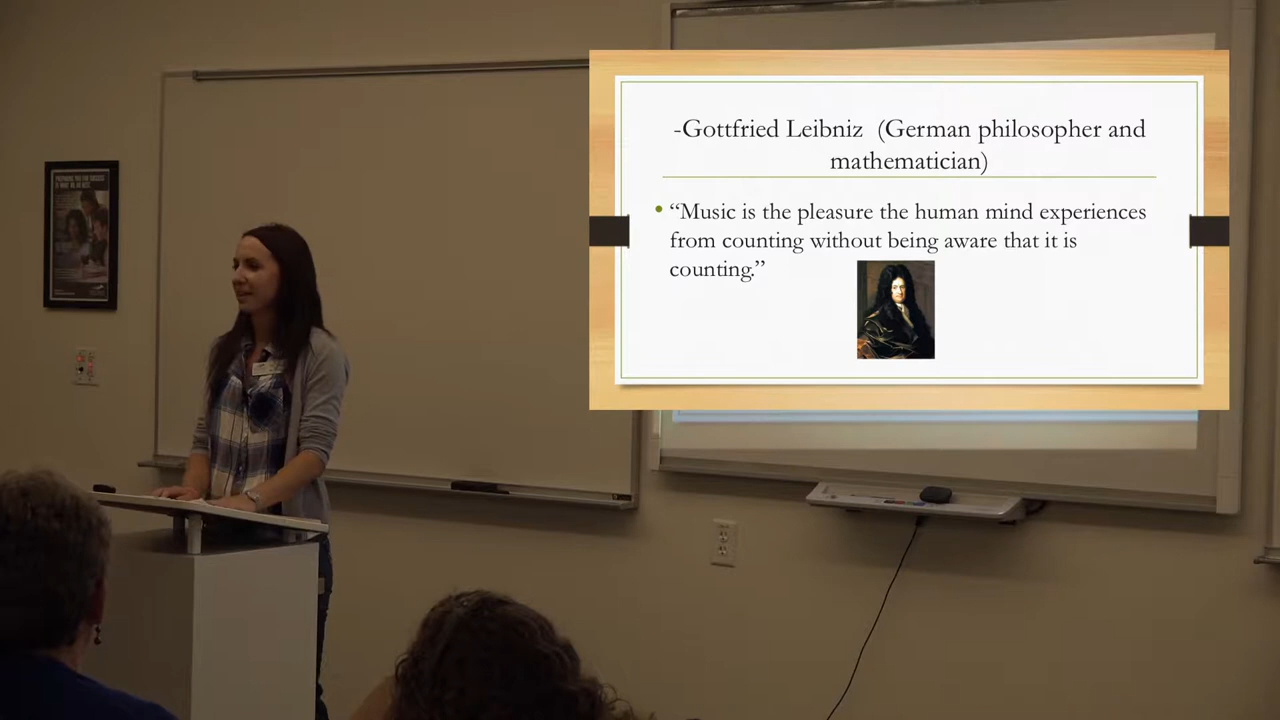 -Gottfried Leibniz (German philosopher and
mathematician)
• “Music is the pleasure the human mind experiences
from counting without being aware that it is
counting.”